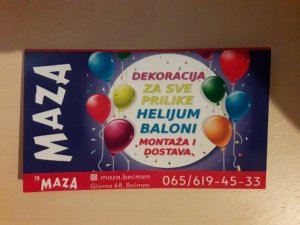 MAZA
DEKORACIJA
ZA SVE
PRILIKE
HELIJUM
BALONI
MONTAŽA I
DOSTAVA
TR MAZA
maza.becmen
Glavna 68, Bečmen
065/619-45-33